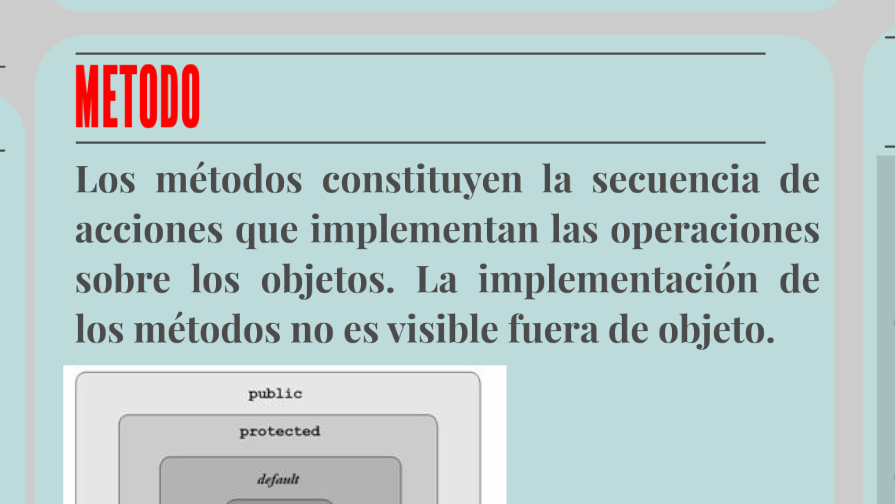 METODO
Los métodos constituyen la secuencia de
acciones que implementan las operaciones
sobre los objetos. La implementación de
los métodos no es visible fuera de objeto.
public
protected
default